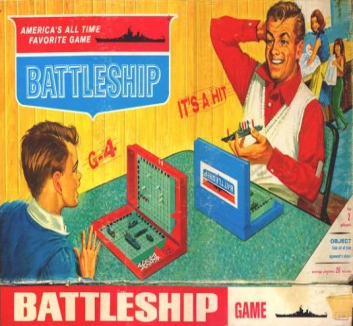 AMERICA'S ALL TIME
FAVORITE GAME
BATTLESHIP
IT'S A HIT
G-4
BATTLESHIP
OBJECT
BATTLESHIP GAME